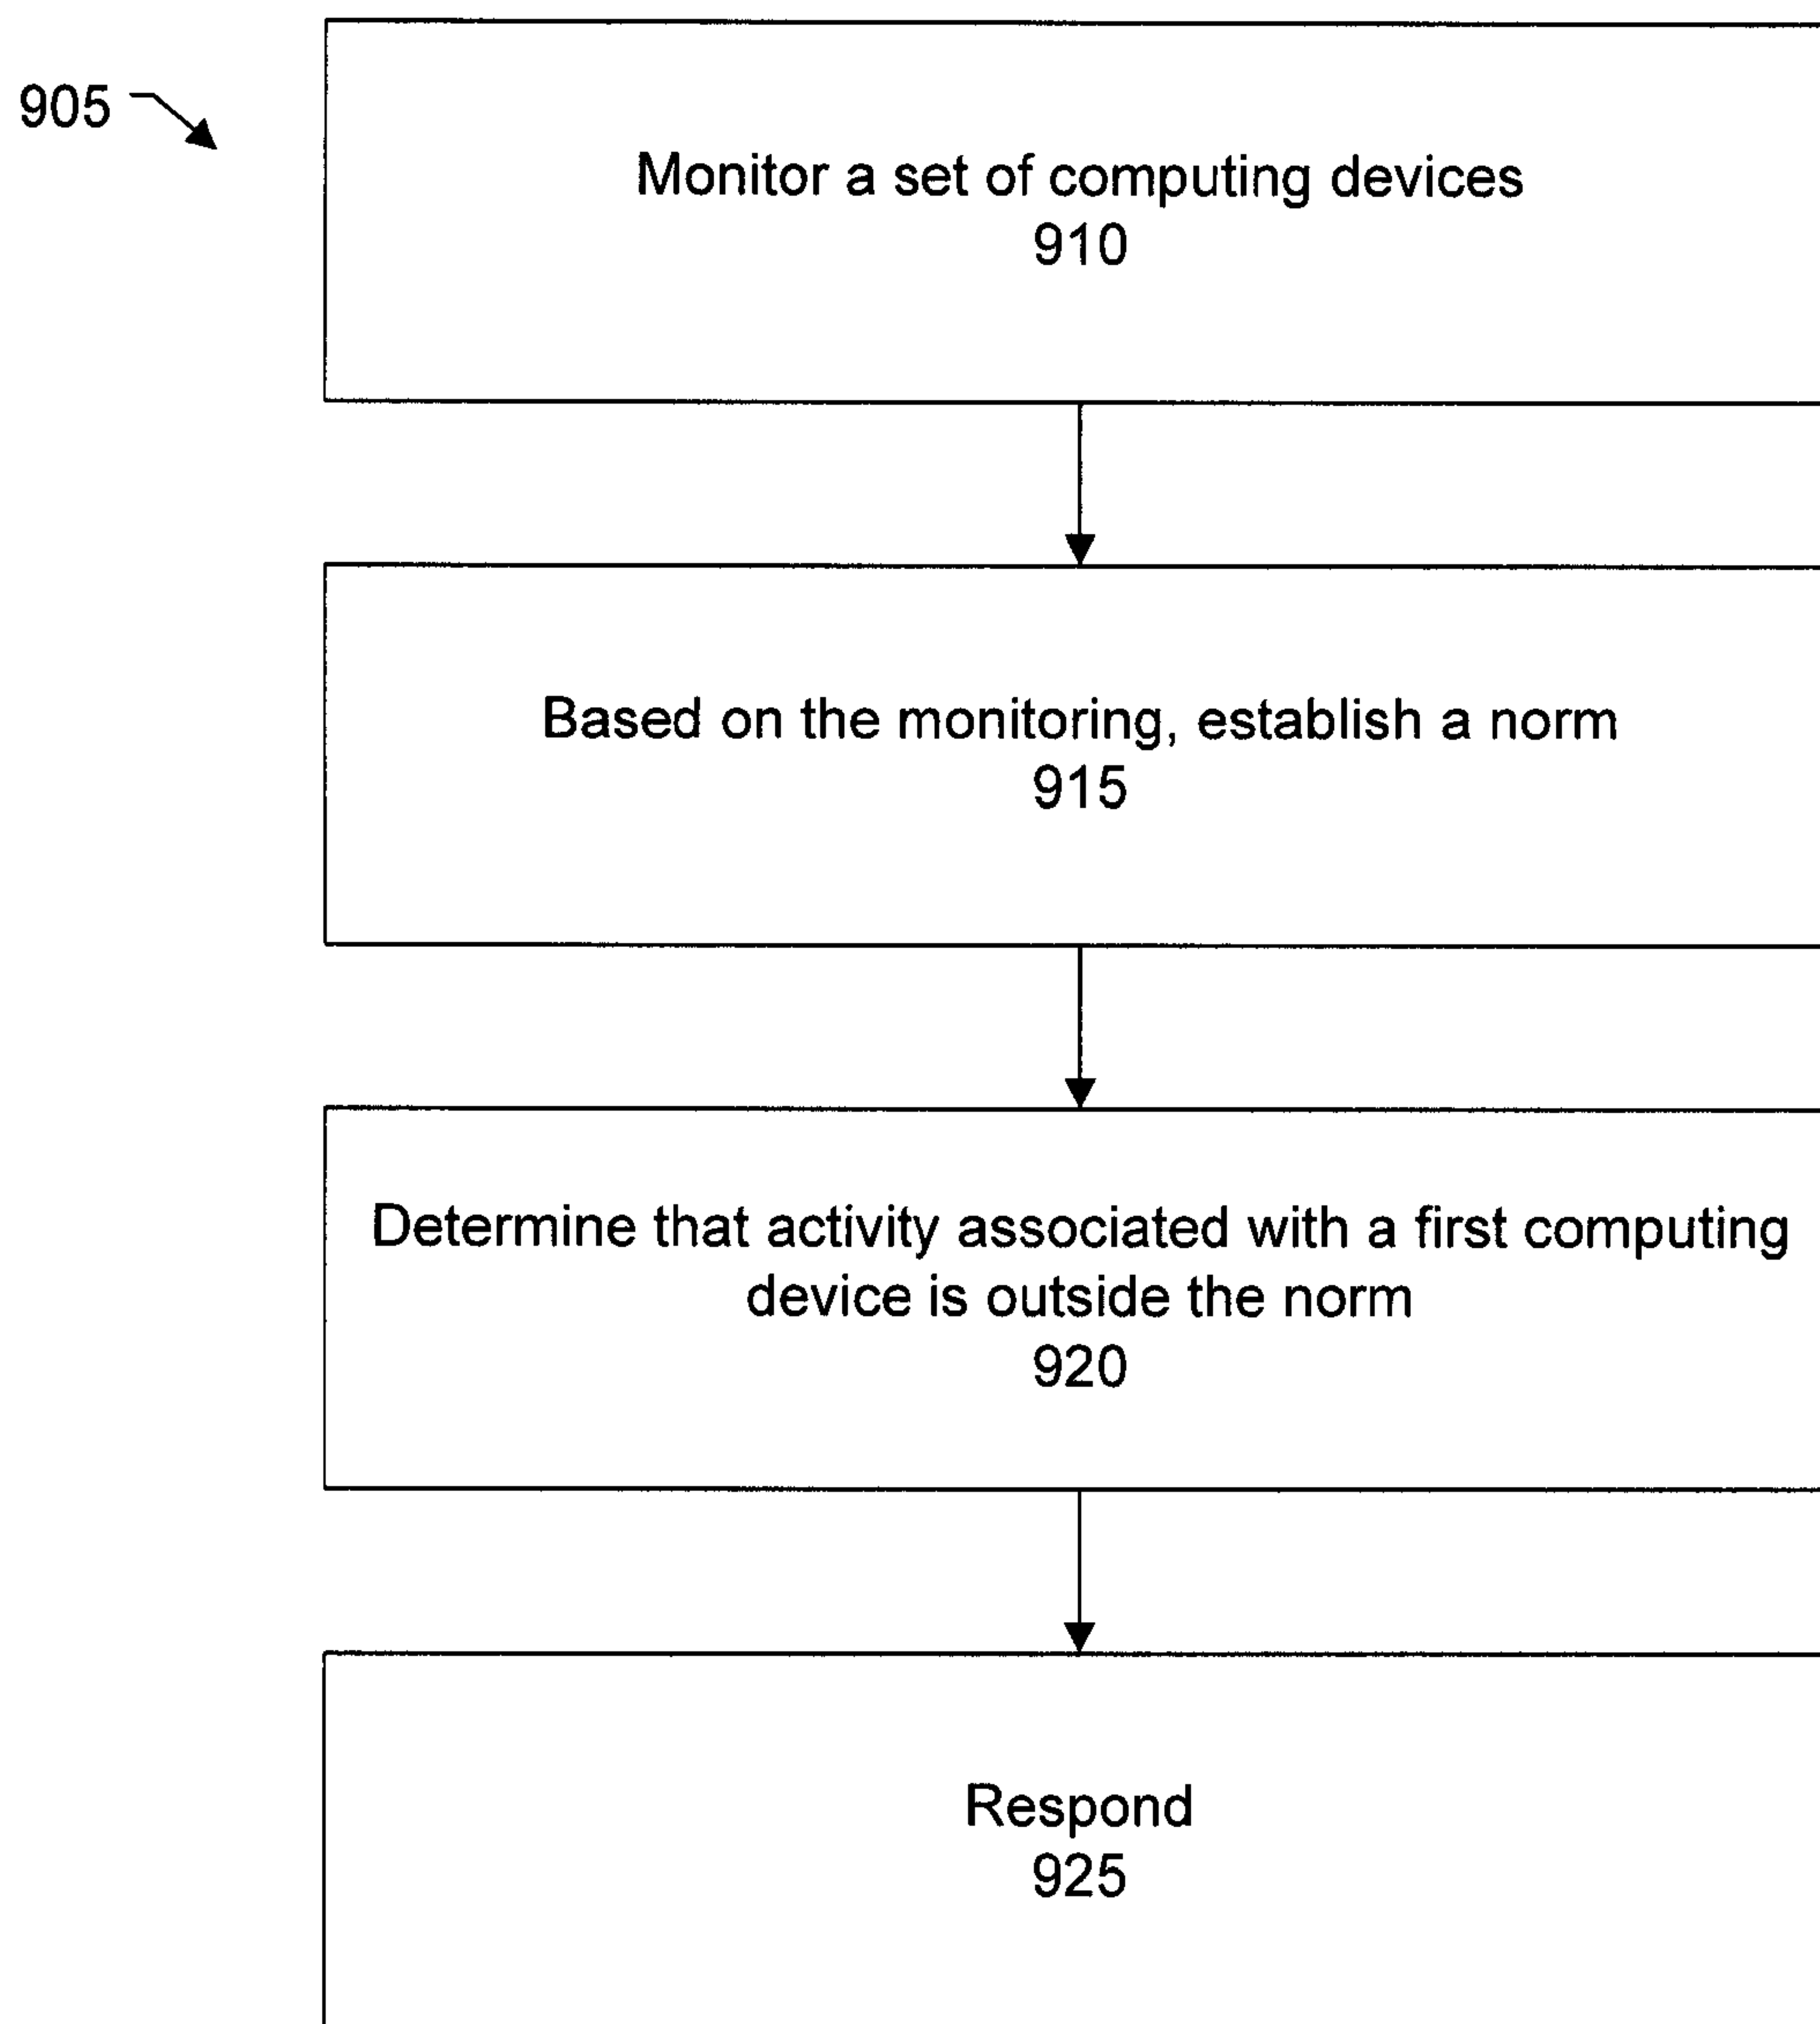 905
Monitor a set of computing devices
910
Based on the monitoring, establish a norm
915
Determine that activity associated with a first computing
device is outside the norm
920
Respond
925